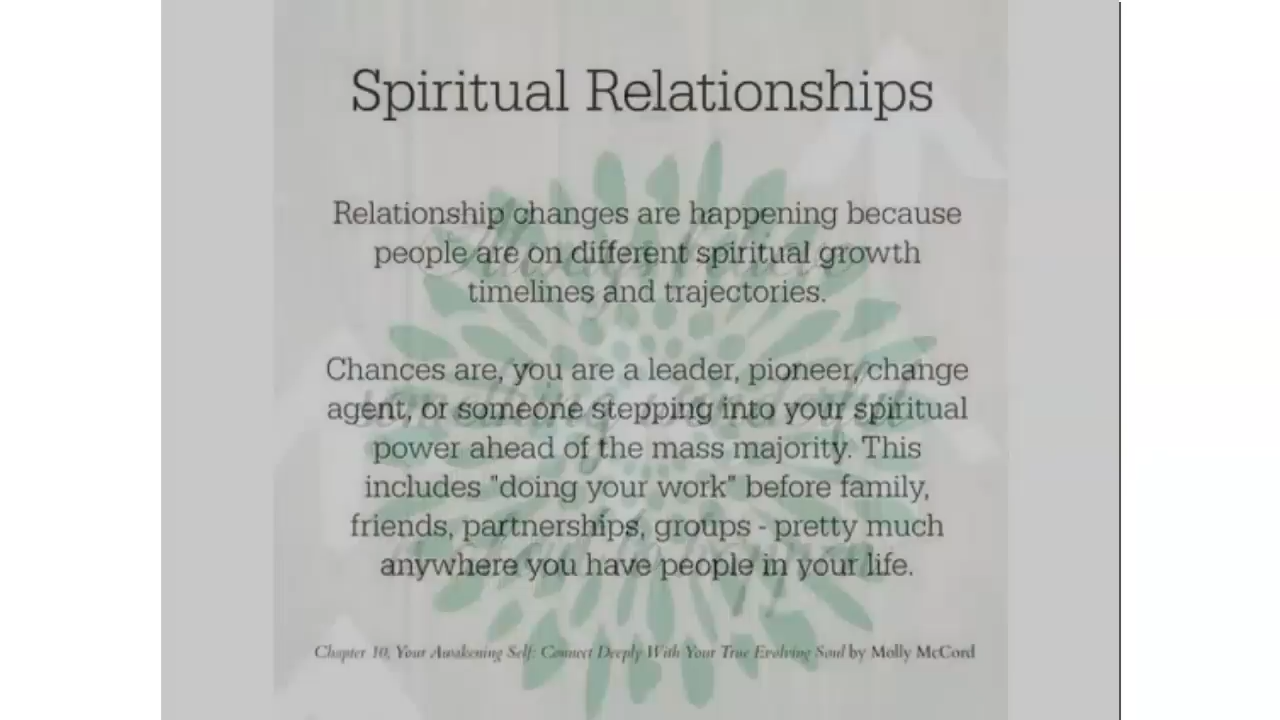 Spiritual Relationships
Relationship changes are happening because
people are on different spiritual growth
timelines and trajectories.
Chances are, you are a leader, pioneer, change
agent, or someone stepping into your spiritual
power ahead of the mass majority. This
includes "doing your work" before family,
friends, partnerships, groups - pretty much
anywhere you have people in your life.
Chapter 10, Your Awakening Self: Connect Deeply With Your True Evolving Soul by Molly McCord